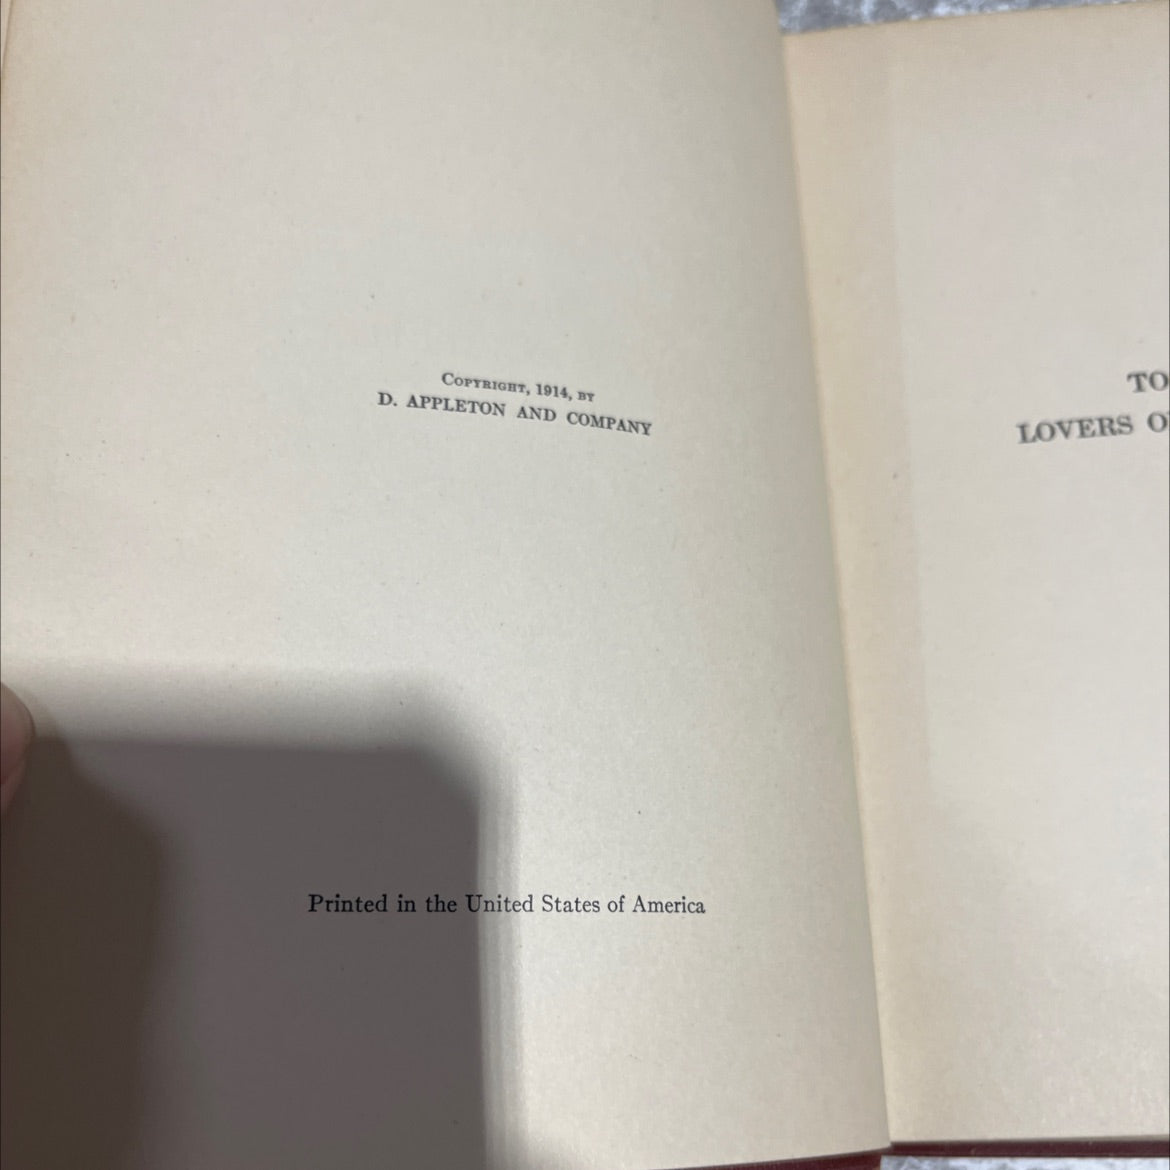 Copyright, 1914, by
D. APPLETON AND COMPANY
Printed in the United States of America
TO
LOVERS